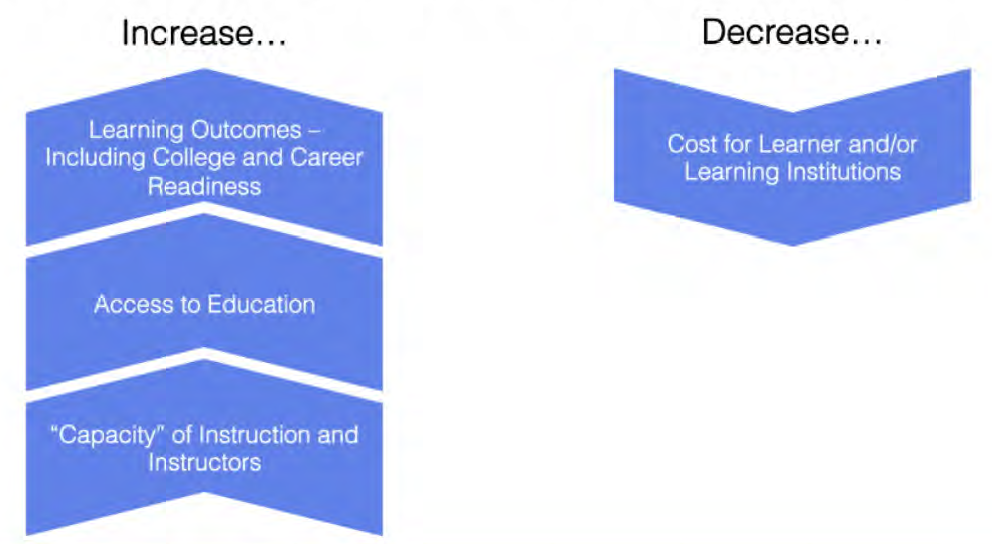 Increase…
Learning Outcomes –
Including College and Career
Readiness
Access to Education
“Capacity” of Instruction and
Instructors
Decrease…
Cost for Learner and/or
Learning Institutions